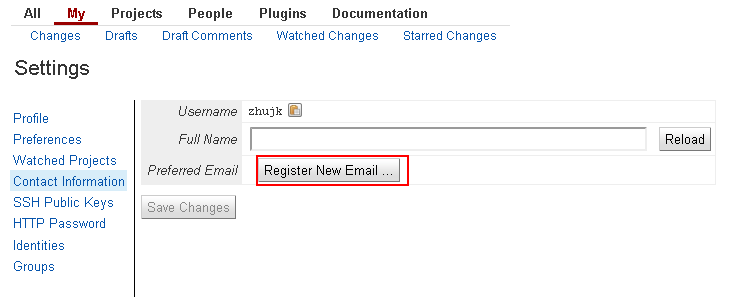 All My Projects People Plugins Documentation
Changes Drafts Draft Comments Watched Changes Starred Changes
Settings
Profile
Preferences
Watched Projects
Contact Information
SSH Public Keys
HTTP Password
Identities
Groups
Username zhujk
Full Name Reload
Preferred Email Register New Email ...
Save Changes